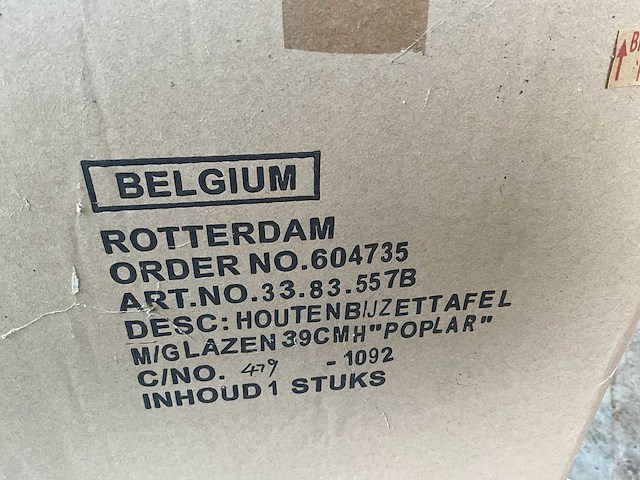 BELGIUM
ROTTERDAM
ORDER NO.604735
ART.NO.33.83.557B
DESC: HOUTENBIJZETTAFEL
M/GLAZEN 39CMH "POPLAR"
C/NO. 479 - 1092
INHOUD 1 STUKS